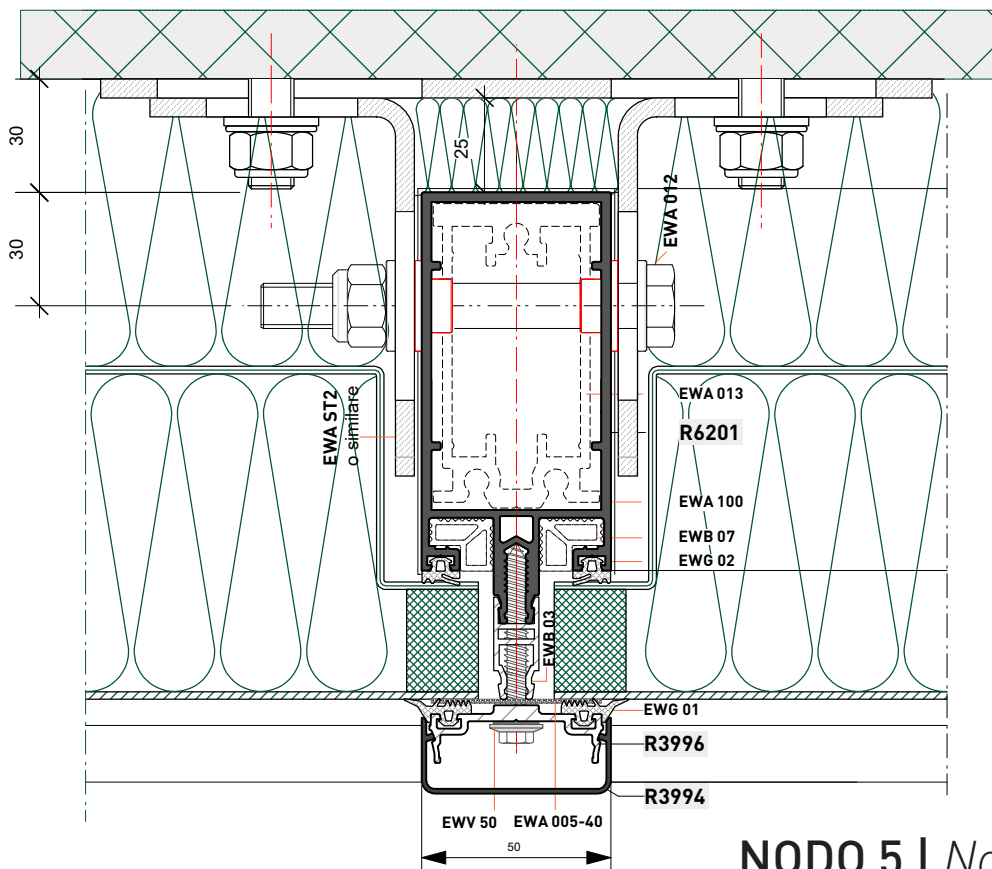 30
25
30
EWA 012
EWA ST2
o similare
EWA 013
R6201
EWA 100
EWB 07
EWG 02
EWB 03
EWG 01
R3996
R3994
EWV 50
EWA 005-40
50
NODO 5 | No